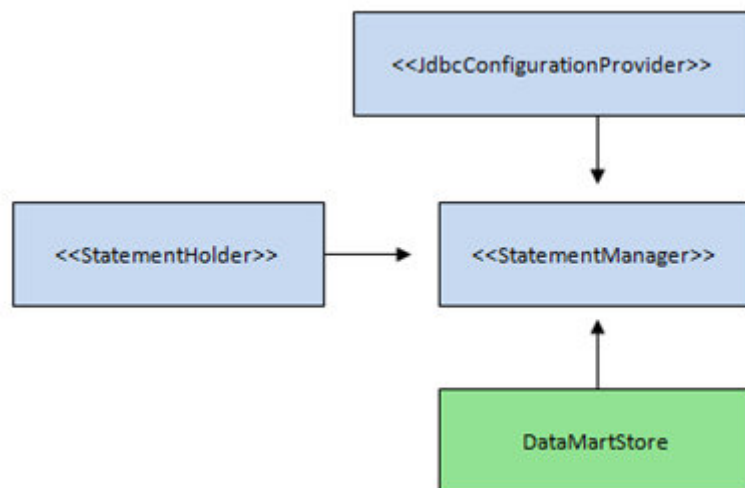 <<JdbcConfigurationProvider>>
<<StatementHolder>>
<<StatementManager>>
DataMartStore